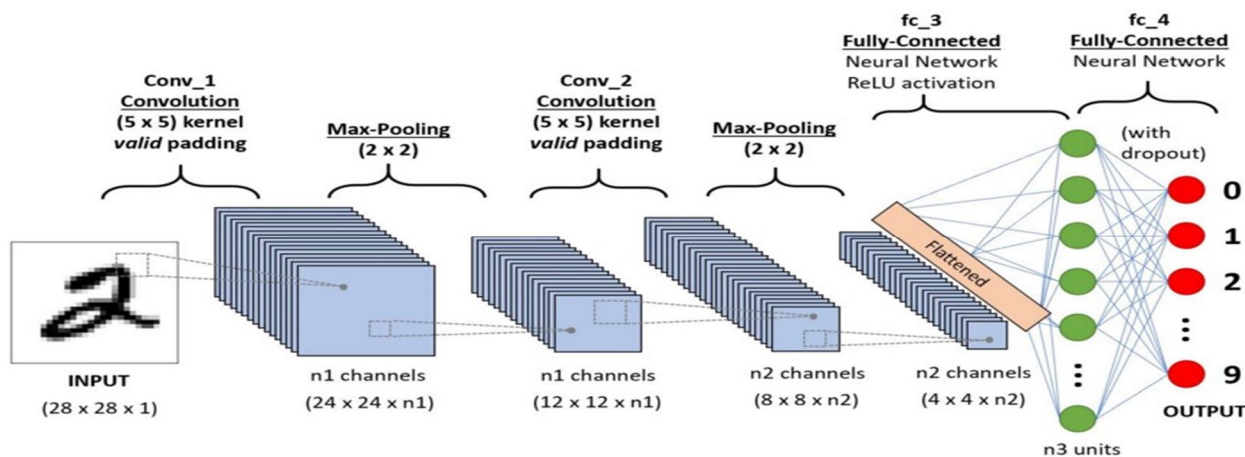 Conv_1
Convolution
(5 x 5) kernel
valid padding
Max-Pooling
(2 x 2)
Conv_2
Convolution
(5 x 5) kernel
valid padding
Max-Pooling
(2 x 2)
fc_3
Fully-Connected
Neural Network
ReLU activation
fc_4
Fully-Connected
Neural Network
(with
dropout)
Flattened
0
1
2
9
2
INPUT
(28 x 28 x 1)
n1 channels
(24 x 24 x n1)
n1 channels
(12 x 12 x n1)
n2 channels
(8 x 8 x n2)
n2 channels
(4 x 4 x n2)
n3 units
OUTPUT